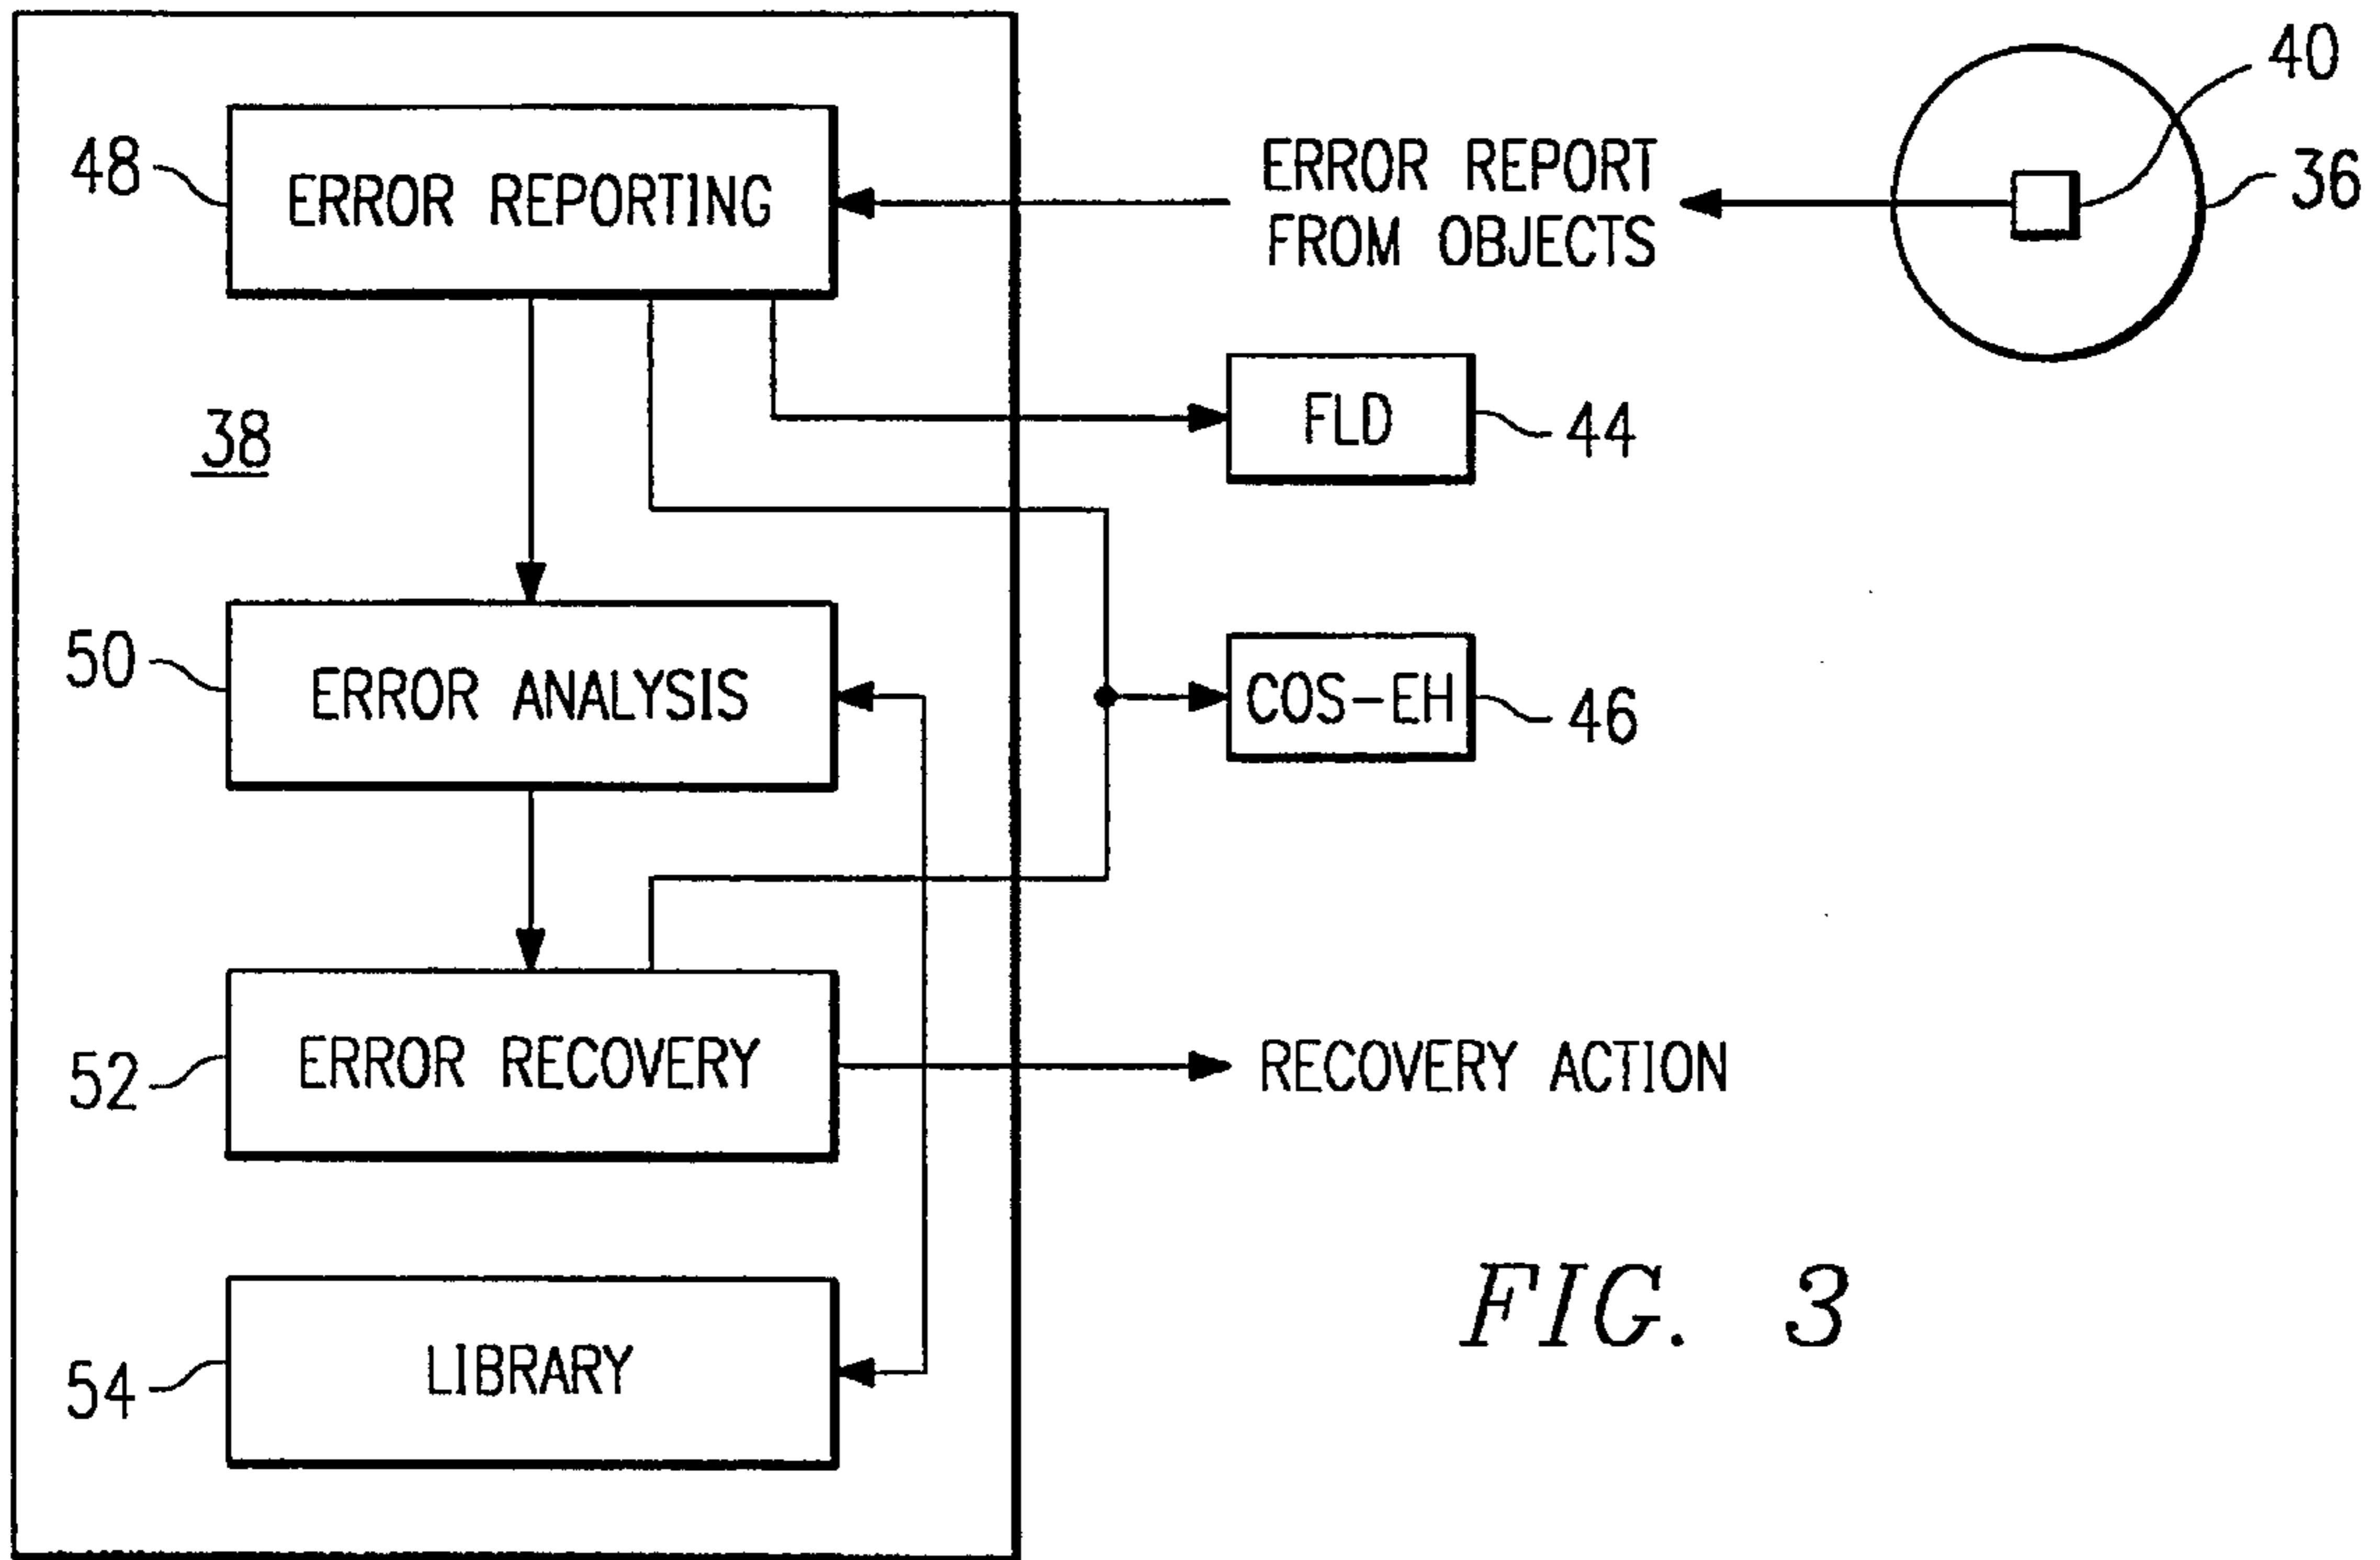 40
48
ERROR REPORTING
ERROR REPORT
FROM OBJECTS
36
38
FLD
44
50
ERROR ANALYSIS
COS-EH
46
52
ERROR RECOVERY
RECOVERY ACTION
54
LIBRARY
FIG. 3